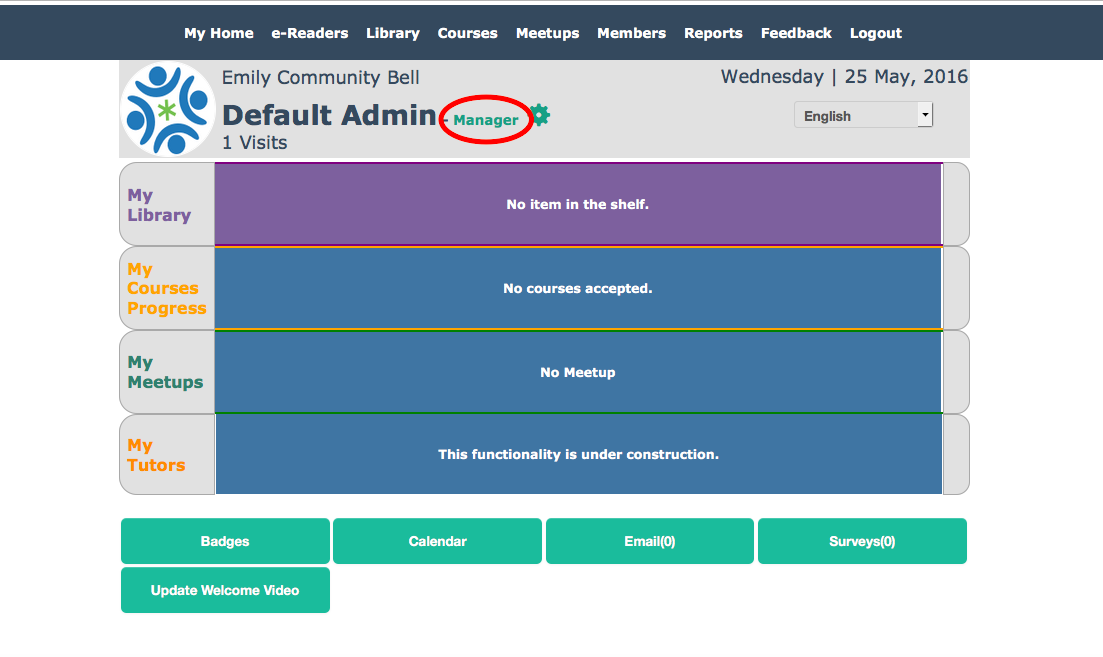 My Home e-Readers Library Courses Meetups Members Reports Feedback Logout
Emily Community Bell
Wednesday | 25 May, 2016
Default Admin - Manager
English
1 Visits
My
Library
No item in the shelf.
My
Courses
Progress
No courses accepted.
My
Meetups
No Meetup
My
Tutors
This functionality is under construction.
Badges Calendar Email(0) Surveys(0)
Update Welcome Video